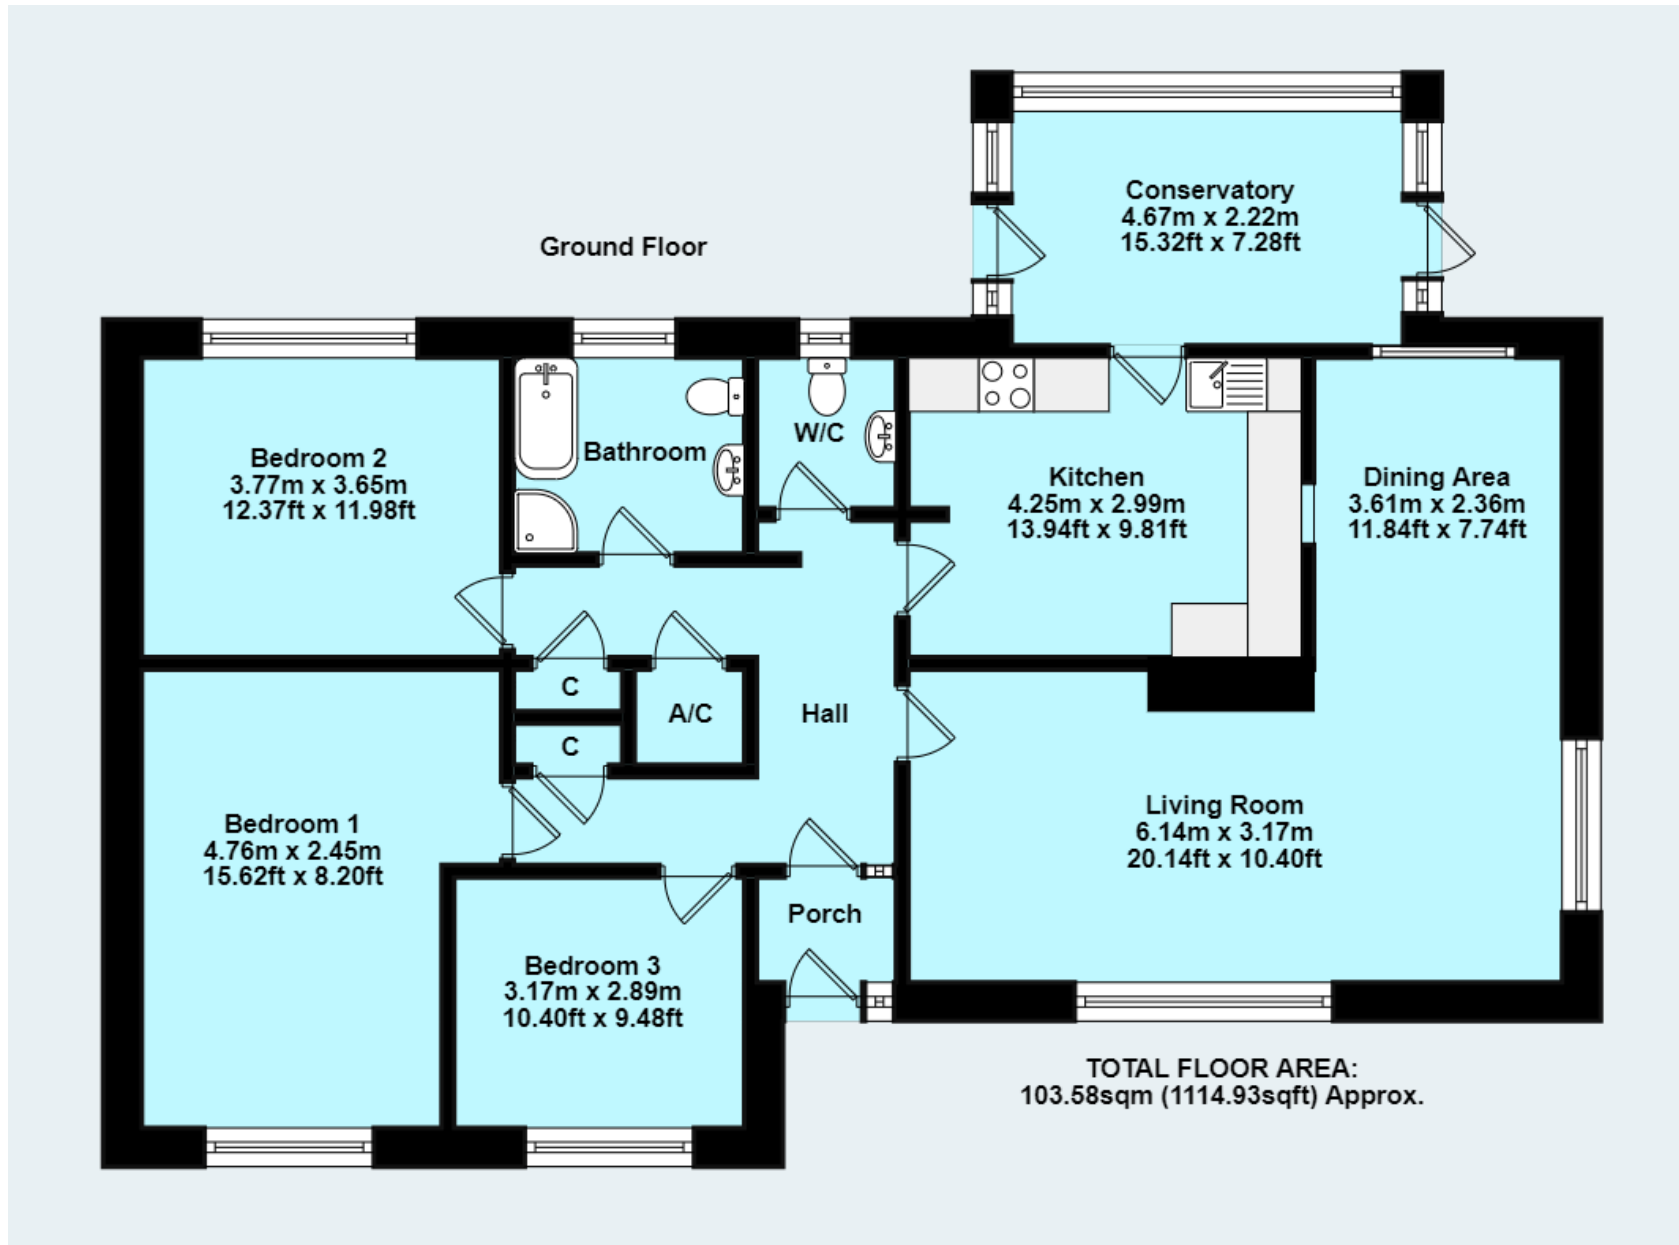 Conservatory
4.67m x 2.22m
15.32ft x 7.28ft
Ground Floor
Bedroom 2
3.77m x 3.65m
12.37ft x 11.98ft
Bathroom
W/C
Kitchen
4.25m x 2.99m
13.94ft x 9.81ft
Dining Area
3.61m x 2.36m
11.84ft x 7.74ft
C
A/C
C
Hall
Bedroom 1
4.76m x 2.45m
15.62ft x 8.20ft
Living Room
6.14m x 3.17m
20.14ft x 10.40ft
Porch
Bedroom 3
3.17m x 2.89m
10.40ft x 9.48ft
TOTAL FLOOR AREA:
103.58sqm (1114.93sqft) Approx.